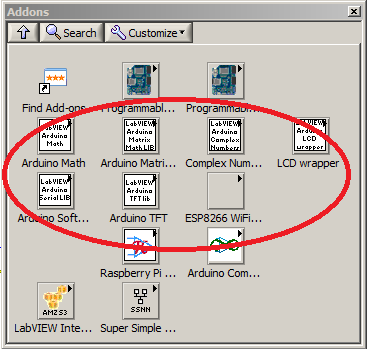 Addons
Search Customize
Find Add-ons Programmabl... Programmabl...
LabVIEW Arduino Math
LabVIEW Arduino Matrix Math LIB
LabVIEW Arduino Complex Numbers
LabVIEW Arduino LCD wrapper
Arduino Math Arduino Matri... Complex Num... LCD wrapper
LabVIEW Arduino Serial LIB
LabVIEW Arduino TFT lib
Arduino Soft... Arduino TFT ESP8266 WiFi...
Raspberry Pi ... Arduino Com...
AMZS3
SSNN
LabVIEW Inte... Super Simple ...